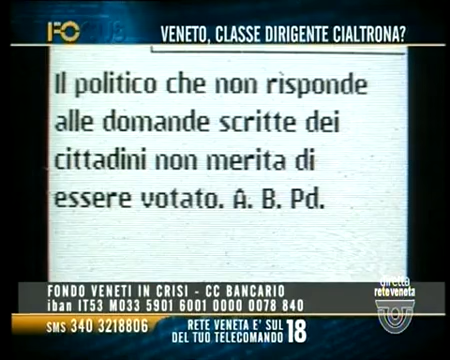 FOCUS
VENETO, CLASSE DIRIGENTE CIALTRONA?
Il politico che non risponde
alle domande scritte dei
cittadini non merita di
essere votato. A. B. Pd.
diretta
reteveneta
FONDO VENETI IN CRISI - CC BANCARIO
iban IT53 M033 5901 6001 0000 0078 840
SMS 340 3218806
RETE VENETA E' SUL
DEL TUO TELECOMANDO 18